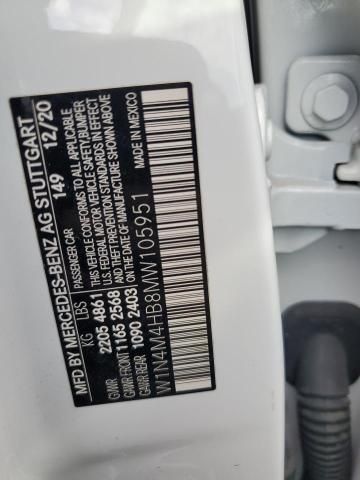 MFD BY MERCEDES-BENZ AG STUTTGART
PASSENGER CAR 149 12/20
KG LBS THIS VEHICLE CONFORMS TO ALL APPLICABLE
GVWR 2205 4861 FEDERAL MOTOR VEHICLE SAFETY BUMPER
GAWR FRONT 1165 2568 AND THEFT PREVENTION STANDARDS IN EFFECT
GAWR REAR 1090 2403 ON THE DATE OF MANUFACTURE SHOWN ABOVE
MADE IN MEXICO
W1N4M4HB8MW105951